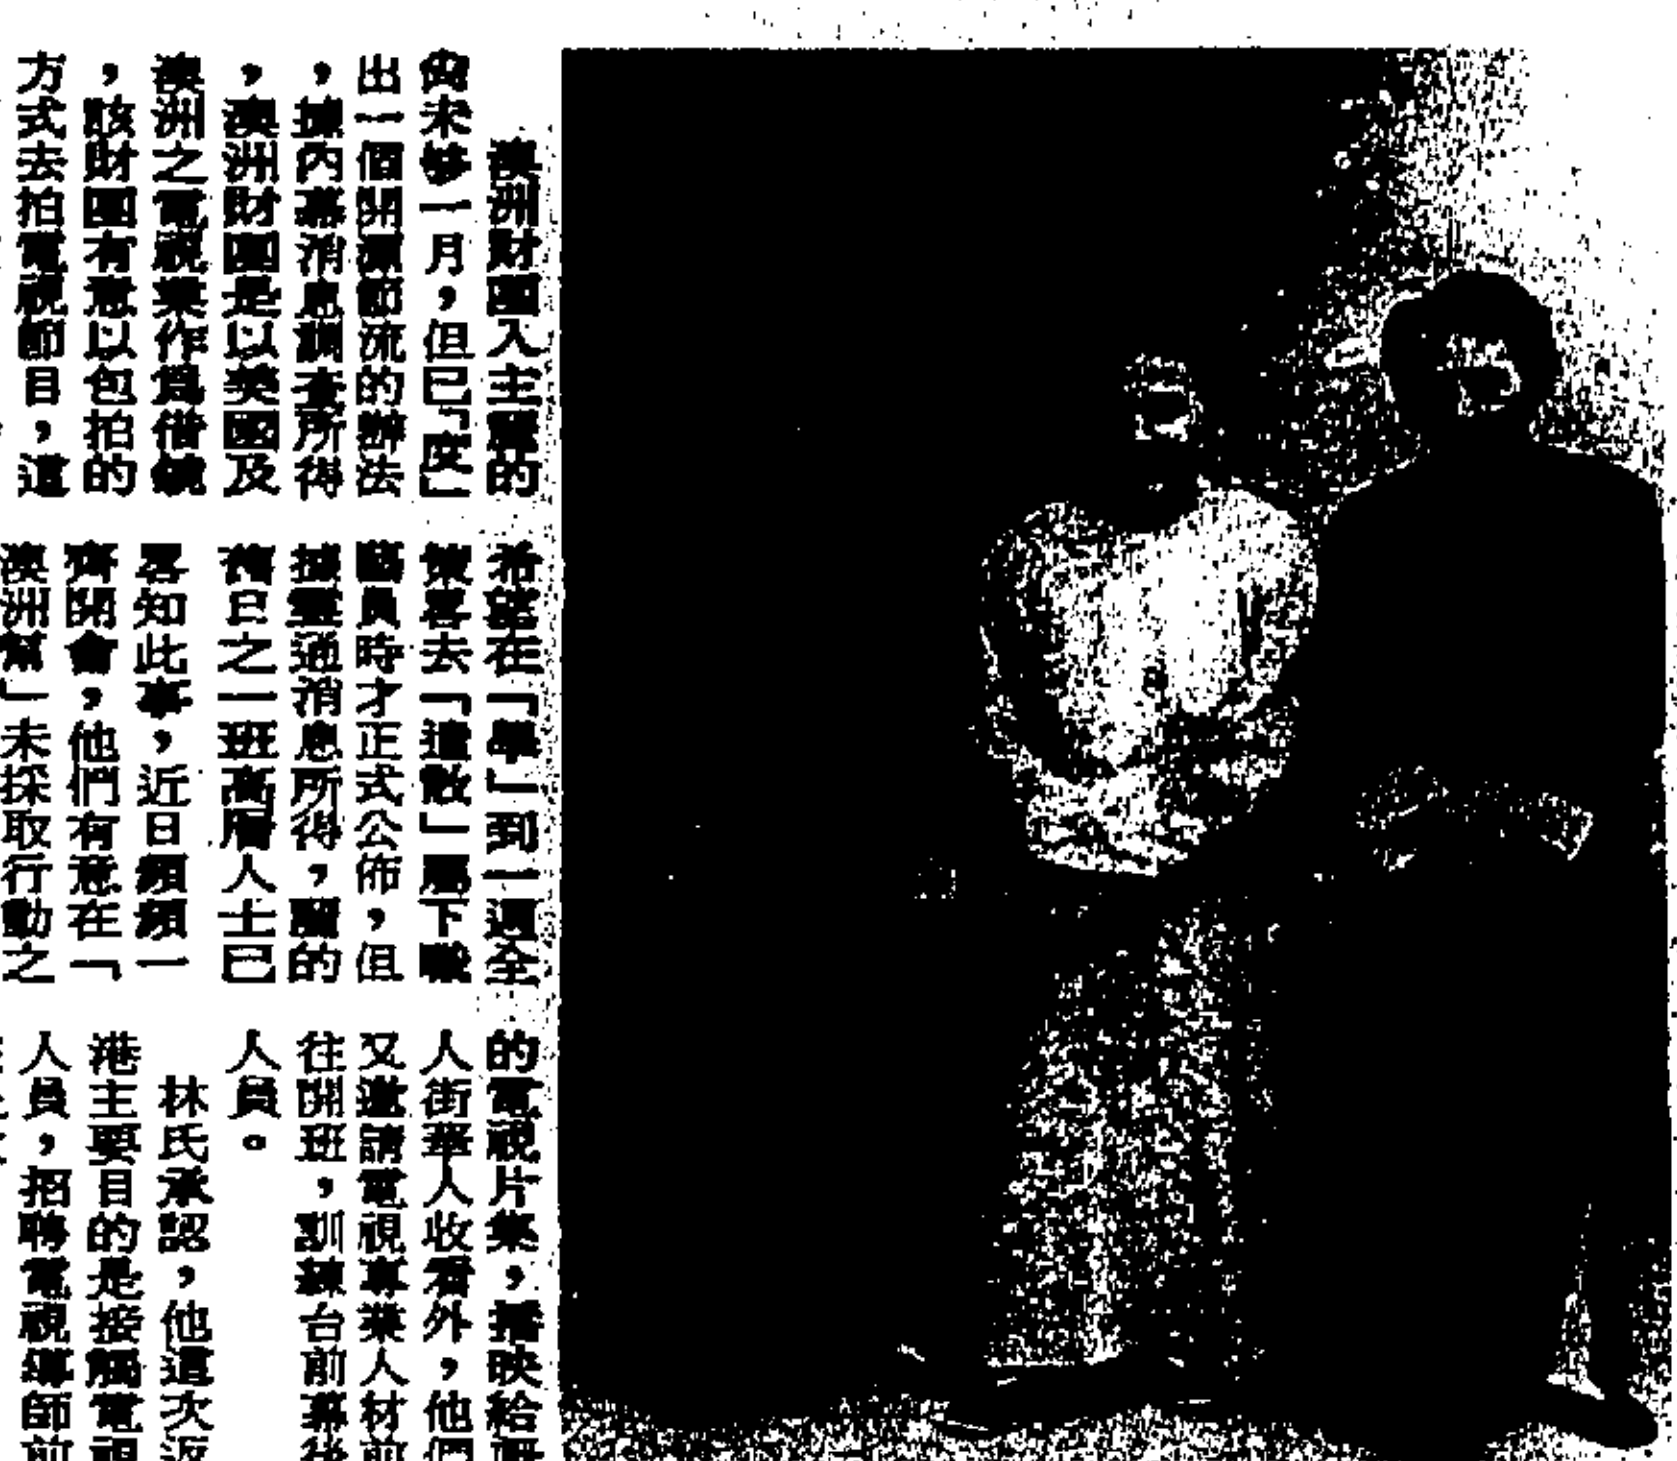 澳洲財團入主麗的
尚未夠一月，但已「度」
出一個開源節流的辦法
，據內幕消息調查所得
，澳洲財團是以美國及
澳洲之電視業作爲借鏡
，該財團有意以包拍的
方式去拍電視節目，這
希望在「學」到一週全
策畧去「遣散」屬下職
藝員時才正式公佈，但
據靈通消息所得，麗的
舊日之一班高層人士已
畧知此事，近日頻頻一
齊開會，他們有意在「
澳洲幫」未採取行動之
的電視片集，播映給
人街華人收看外，他們
又邀請電視專業人材前
往開班，訓練台前幕後
人員。
林氏承認，他這次返
港主要目的是接觸電視
人員，招聘電視導師前